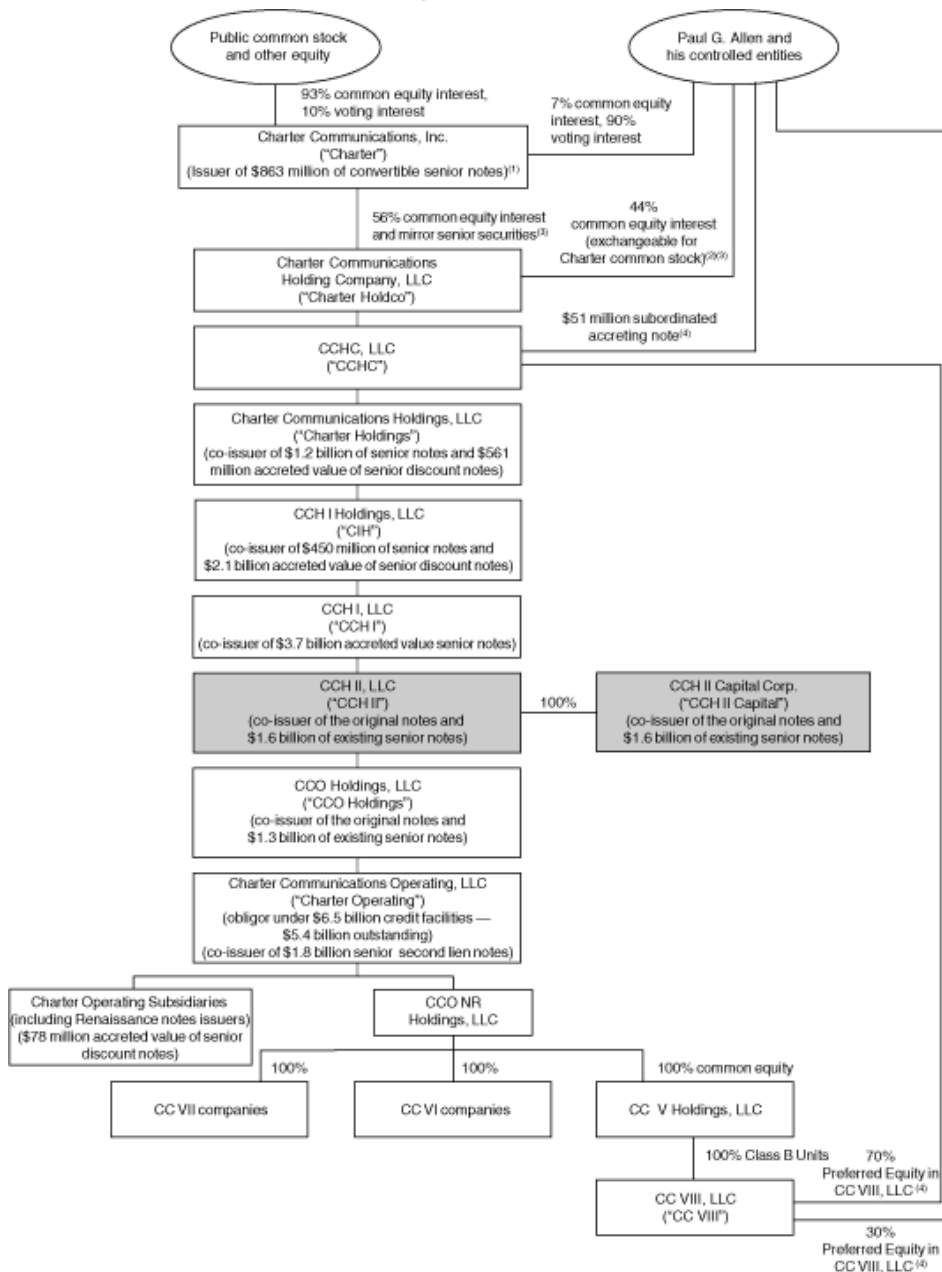 Public common stock
and other equity
Paul G. Allen and
his controlled entities
93% common equity interest,
10% voting interest
7% common equity
interest, 90%
voting interest
Charter Communications, Inc.
("Charter")
(Issuer of $863 million of convertible senior notes)(1)
56% common equity interest
and mirror senior securities(3)
44%
common equity interest
(exchangeable for
Charter common stock)(2)(3)
Charter Communications
Holding Company, LLC
("Charter Holdco")
$51 million subordinated
accreting note(4)
CCHC, LLC
("CCHC")
Charter Communications Holdings, LLC
("Charter Holdings")
(co-issuer of $1.2 billion of senior notes and $561
million accreted value of senior discount notes)
CCH I Holdings, LLC
("CIH")
(co-issuer of $450 million of senior notes and
$2.1 billion accreted value of senior discount notes)
CCH I, LLC
("CCH I")
(co-issuer of $3.7 billion accreted value senior notes)
CCH II, LLC
("CCH II")
(co-issuer of the original notes and
$1.6 billion of existing senior notes)
100%
CCH II Capital Corp.
("CCH II Capital")
(co-issuer of the original notes and
$1.6 billion of existing senior notes)
CCO Holdings, LLC
("CCO Holdings")
(co-issuer of the original notes and
$1.3 billion of existing senior notes)
Charter Communications Operating, LLC
("Charter Operating")
(obligor under $6.5 billion credit facilities —
$5.4 billion outstanding)
(co-issuer of $1.8 billion senior second lien notes)
Charter Operating Subsidiaries
(including Renaissance notes issuers)
($78 million accreted value of senior
discount notes)
CCO NR
Holdings, LLC
100%
100%
100% common equity
CC VII companies
CC VI companies
CC V Holdings, LLC
100% Class B Units
70%
Preferred Equity in
CC VIII, LLC (4)
CC VIII, LLC
("CC VIII")
30%
Preferred Equity in
CC VIII, LLC (4)